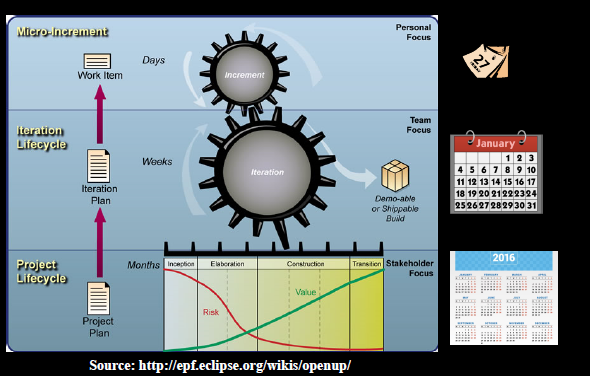 Micro-Increment
Personal
Focus
Work Item
Days
Increment
27
Iteration
Lifecycle
Team
Focus
Weeks
Iteration
Plan
Iteration
Demo-able
or Shippable
Build
January
1 2 3
4 5 6 7 8 9 10
11 12 13 14 15 16 17
18 19 20 21 22 23 24
25 26 27 28 29 30 31
Project
Lifecycle
Months
Inception
Elaboration
Construction
Transition
Stakeholder
Focus
Risk
Value
Project
Plan
2016
Source: http://epf.eclipse.org/wikis/openup/